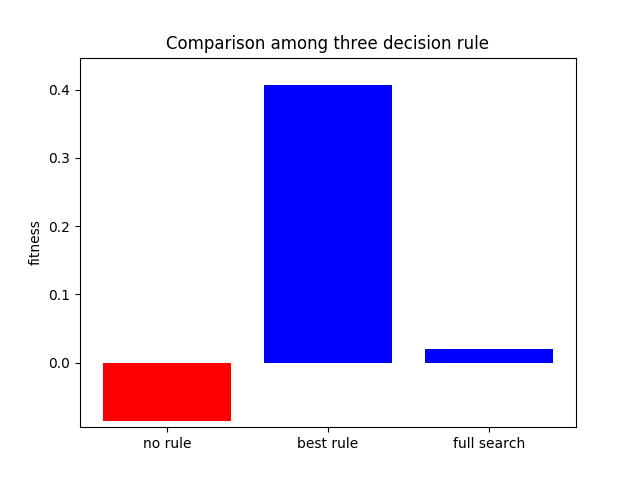 Comparison among three decision rule
0.4
0.3
0.2
0.1
0.0
fitness
no rule
best rule
full search